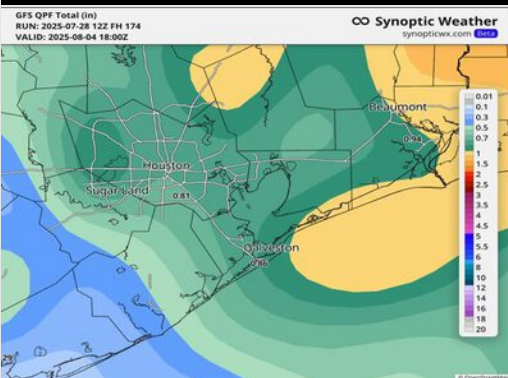 GFS QPF Total (in)
RUN: 2025-07-28 12Z FH 174
VALID: 2025-08-04 18:00Z
Synoptic Weather
synopticwx.com Beta
Beaumont
0.94
Houston
Sugar Land
0.81
Galveston
0.01
0.1
0.3
0.5
0.7
1
1.5
2
2.5
3
3.5
4
4.5
5
5.5
6
8
10
12
14
16
18
20